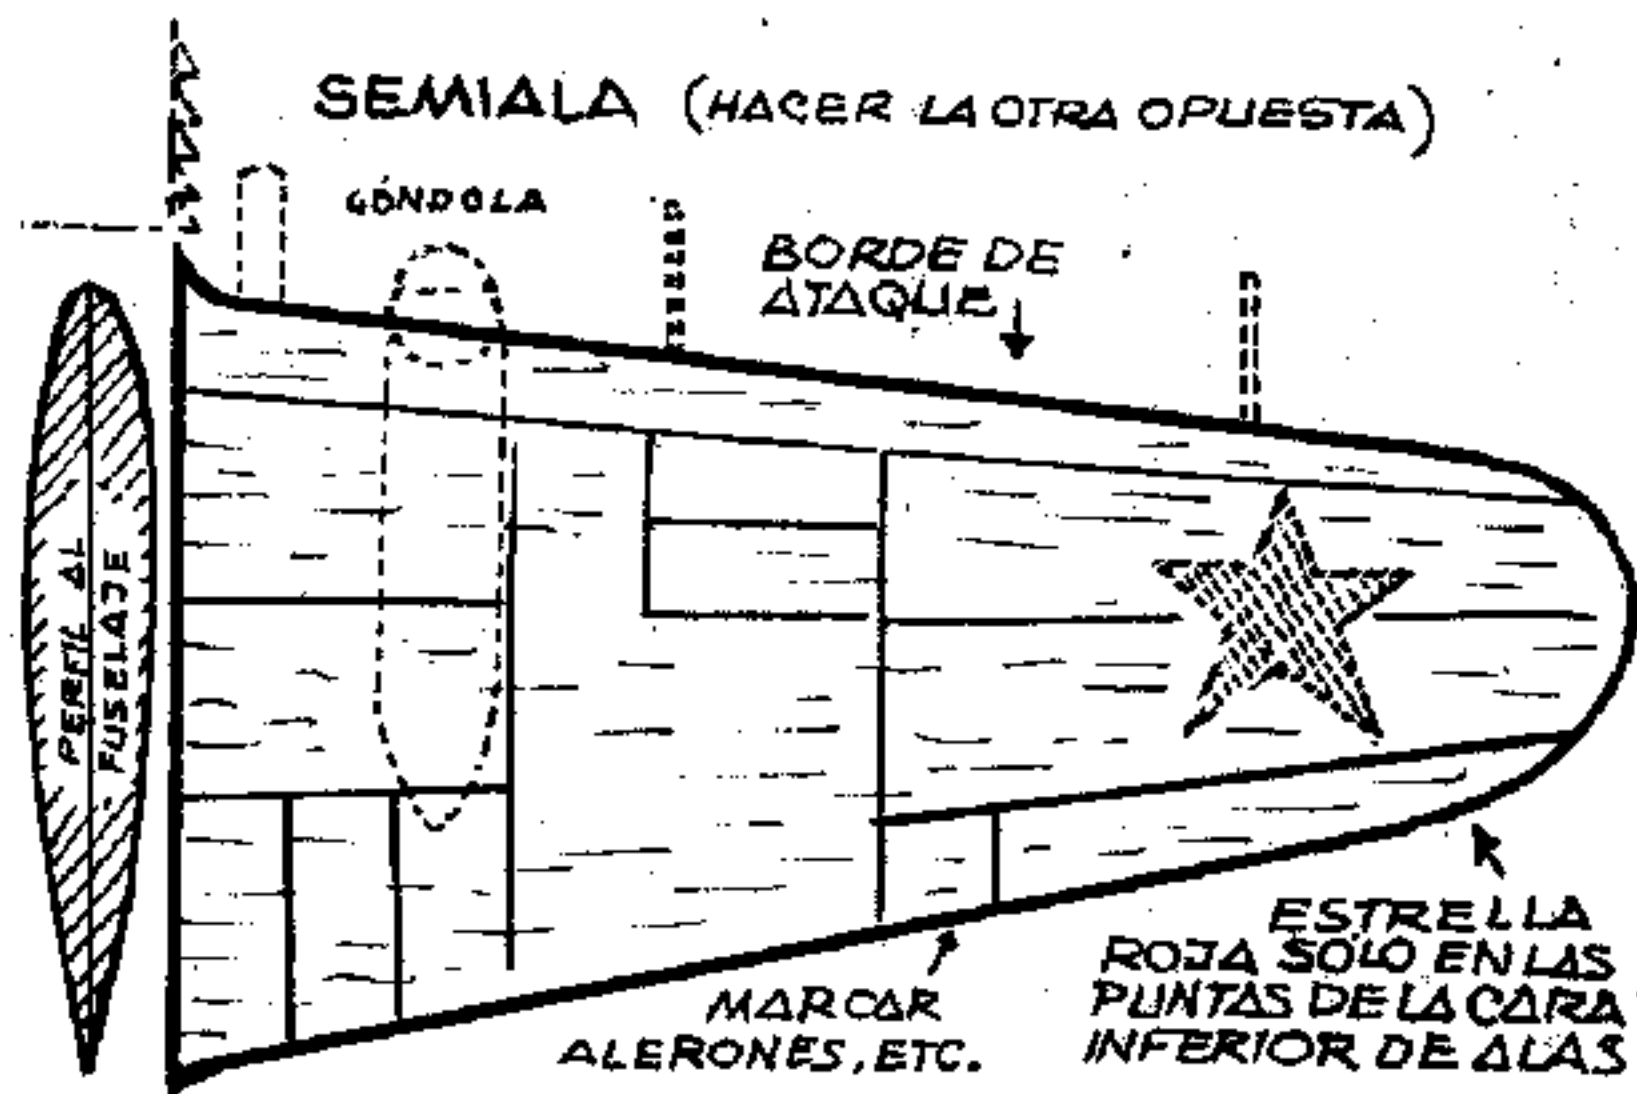 SEMIALA (HACER LA OTRA OPUESTA)
GÓNDOLA
BORDE DE
ATAQUE
PERFIL AL
FUSELAJE
MARCAR
ALERONES, ETC.
ESTRELLA
ROJA SÓLO EN LAS
PUNTAS DE LA CARA
INFERIOR DE ALAS